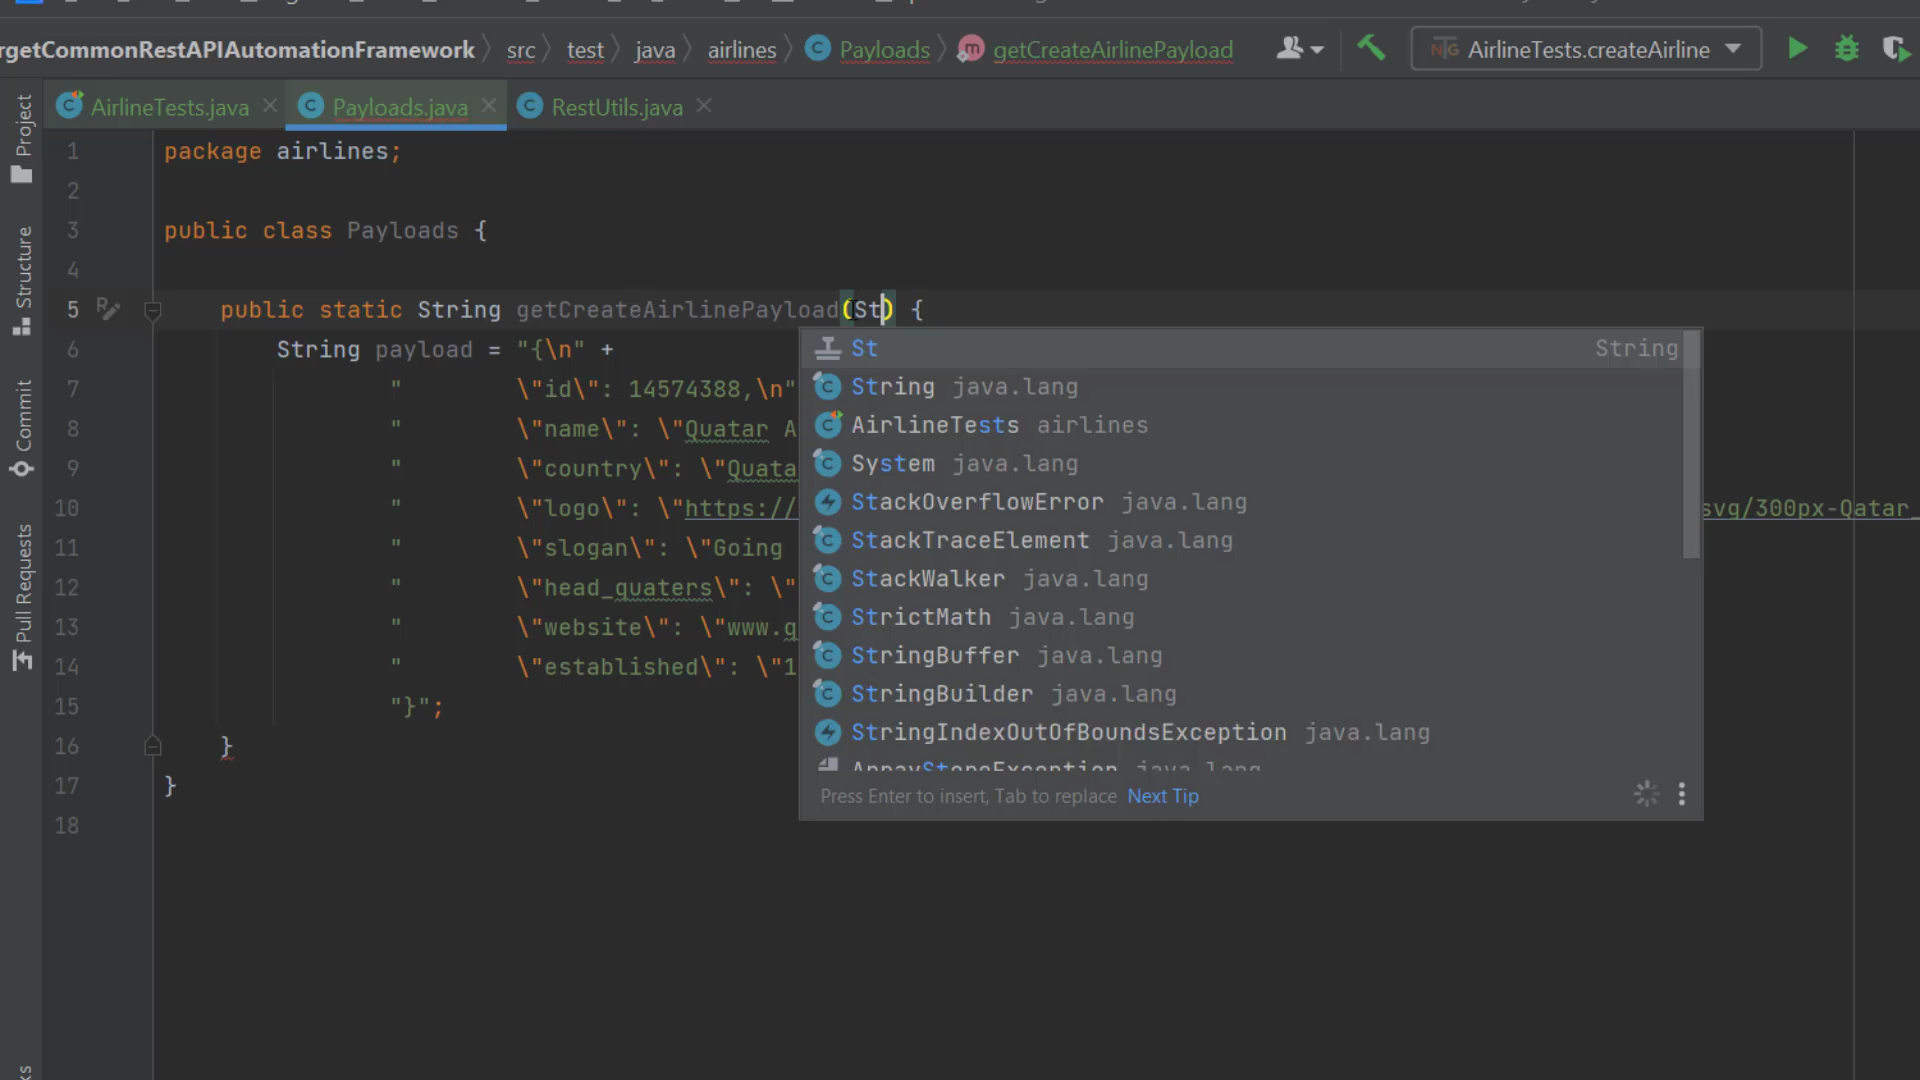 rgetCommonRestAPIAutomationFramework src test java airlines Payloads getCreateAirlinePayload AirlineTests.createAirline
AirlineTests.java Payloads.java RestUtils.java
Project
Structure
Commit
Pull Requests
1 package airlines;
2
3 public class Payloads {
4
5 public static String getCreateAirlinePayload(St) {
6 String payload = "{\n" +
7 " \"id\": 14574388,\n"
8 " \"name\": \"Quatar A
9 " \"country\": \"Quata
10 " \"logo\": \"https:// svg/300px-Qatar_
11 " \"slogan\": \"Going
12 " \"head_quaters\": \"
13 " \"website\": \"www.q
14 " \"established\": \"1
15 "}";
16 }
17 }
18
St String
String java.lang
AirlineTests airlines
System java.lang
StackOverflowError java.lang
StackTraceElement java.lang
StackWalker java.lang
StrictMath java.lang
StringBuffer java.lang
StringBuilder java.lang
StringIndexOutOfBoundsException java.lang
ArrayStoreException java.lang
Press Enter to insert, Tab to replace Next Tip